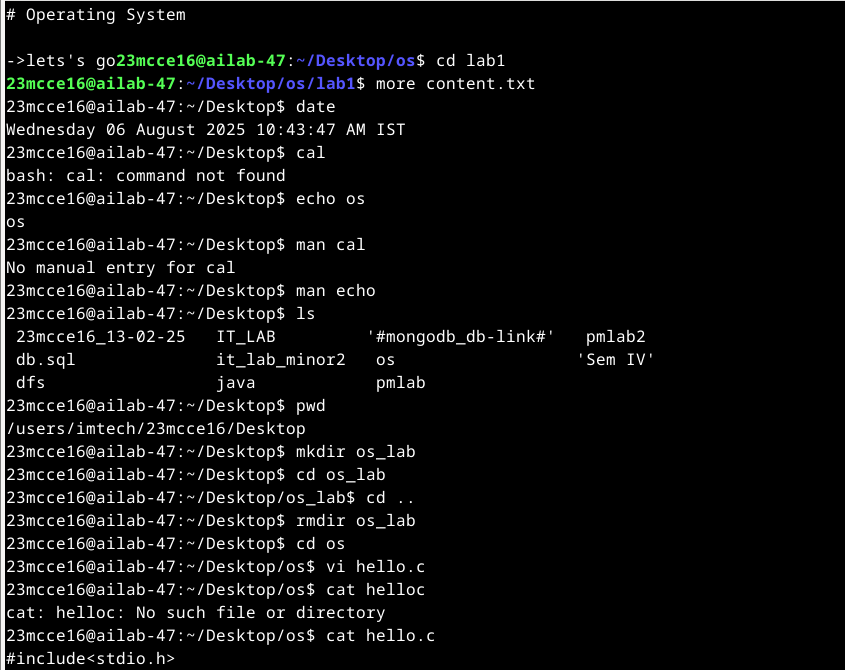 # Operating System
->lets's go23mcce16@ailab-47:~/Desktop/os$ cd lab1
23mcce16@ailab-47:~/Desktop/os/lab1$ more content.txt
23mcce16@ailab-47:~/Desktop$ date
Wednesday 06 August 2025 10:43:47 AM IST
23mcce16@ailab-47:~/Desktop$ cal
bash: cal: command not found
23mcce16@ailab-47:~/Desktop$ echo os
os
23mcce16@ailab-47:~/Desktop$ man cal
No manual entry for cal
23mcce16@ailab-47:~/Desktop$ man echo
23mcce16@ailab-47:~/Desktop$ ls
 23mcce16_13-02-25   IT_LAB         '#mongodb_db-link#'   pmlab2
 db.sql              it_lab_minor2   os                  'Sem IV'
 dfs                 java            pmlab
23mcce16@ailab-47:~/Desktop$ pwd
/users/imtech/23mcce16/Desktop
23mcce16@ailab-47:~/Desktop$ mkdir os_lab
23mcce16@ailab-47:~/Desktop$ cd os_lab
23mcce16@ailab-47:~/Desktop/os_lab$ cd ..
23mcce16@ailab-47:~/Desktop$ rmdir os_lab
23mcce16@ailab-47:~/Desktop$ cd os
23mcce16@ailab-47:~/Desktop/os$ vi hello.c
23mcce16@ailab-47:~/Desktop/os$ cat helloc
cat: helloc: No such file or directory
23mcce16@ailab-47:~/Desktop/os$ cat hello.c
#include<stdio.h>